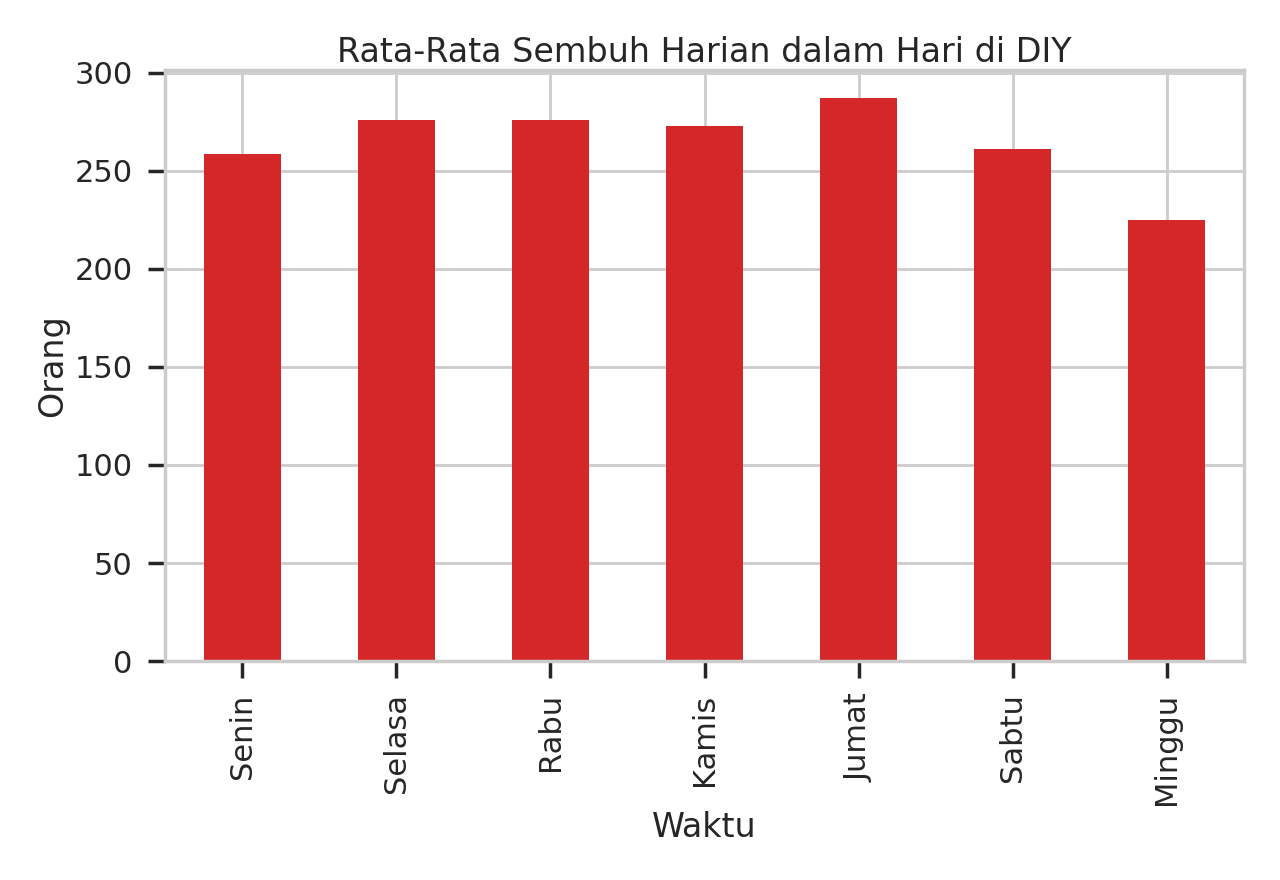 Rata-Rata Sembuh Harian dalam Hari di DIY
300
250
200
150
100
50
0
Orang
Senin
Selasa
Rabu
Kamis
Jumat
Sabtu
Minggu
Waktu